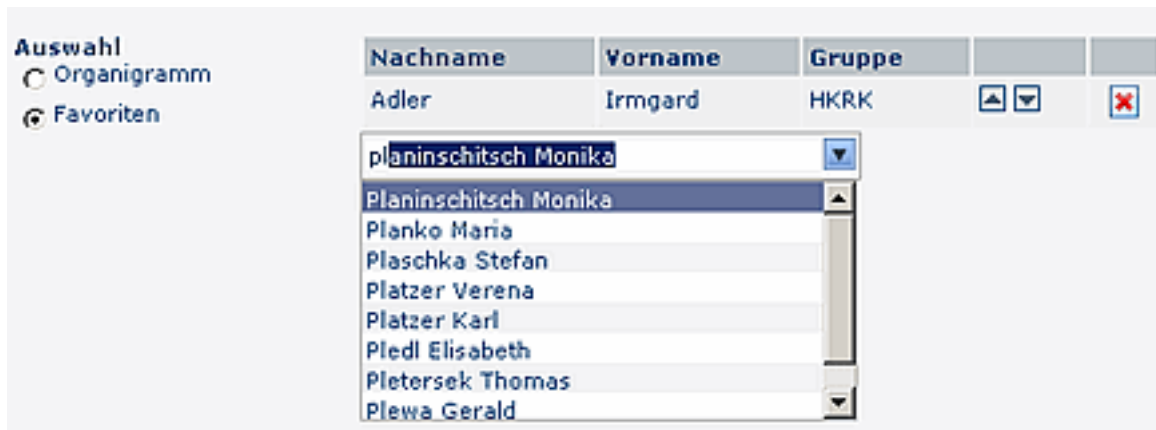 Auswahl
Organigramm
Favoriten
Nachname Vorname Gruppe
Adler Irmgard HKRK
planinschitsch Monika
Planinschitsch Monika
Planko Maria
Plaschka Stefan
Platzer Verena
Platzer Karl
Pledl Elisabeth
Pletersek Thomas
Plewa Gerald